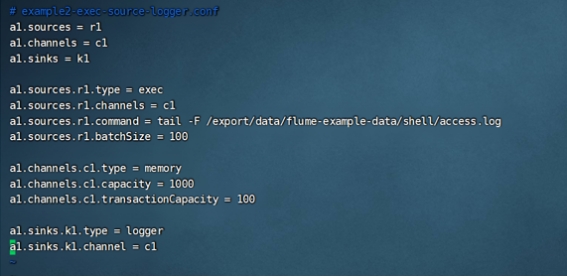 # example2-exec-source-logger.conf
a1.sources = r1
a1.channels = c1
a1.sinks = k1
a1.sources.r1.type = exec
a1.sources.r1.channels = c1
a1.sources.r1.command = tail -F /export/data/flume-example-data/shell/access.log
a1.sources.r1.batchSize = 100
a1.channels.c1.type = memory
a1.channels.c1.capacity = 1000
a1.channels.c1.transactionCapacity = 100
a1.sinks.k1.type = logger
a1.sinks.k1.channel = c1
~